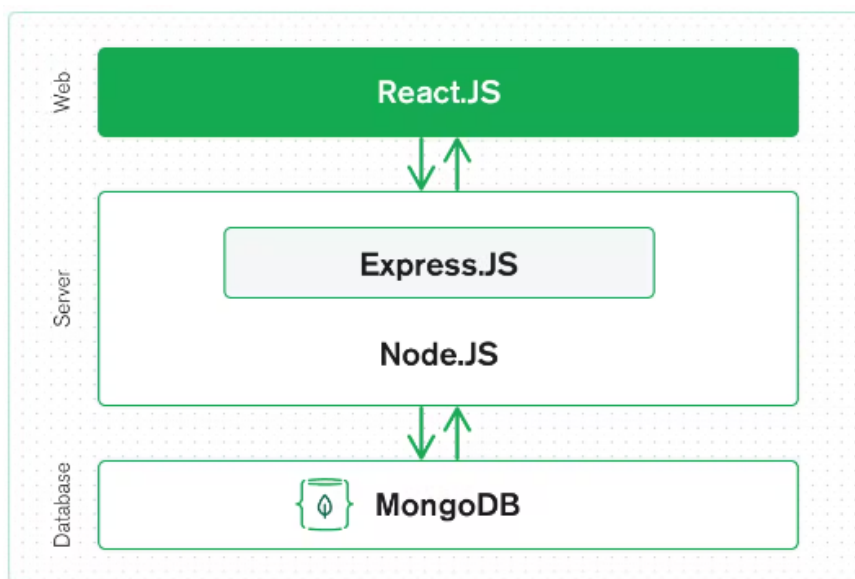 Web
React.JS
Server
Express.JS
Node.JS
Database
MongoDB